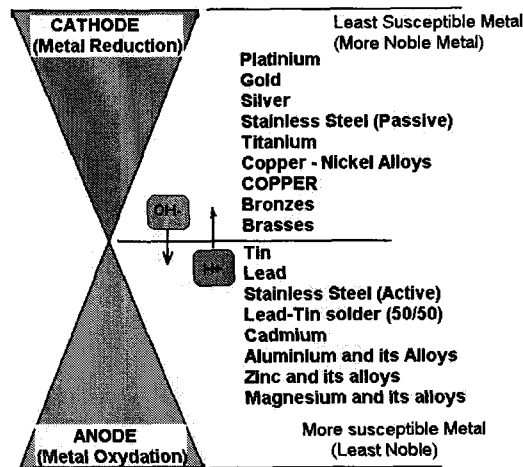 CATHODE
(Metal Reduction)
Least Susceptible Metal
(More Noble Metal)
Platinium
Gold
Silver
Stainless Steel (Passive)
Titanium
Copper - Nickel Alloys
COPPER
Bronzes
Brasses
OH-
Tin
Lead
Stainless Steel (Active)
Lead-Tin solder (50/50)
Cadmium
Aluminium and its Alloys
Zinc and its alloys
Magnesium and its alloys
ANODE
(Metal Oxydation)
More susceptible Metal
(Least Noble)